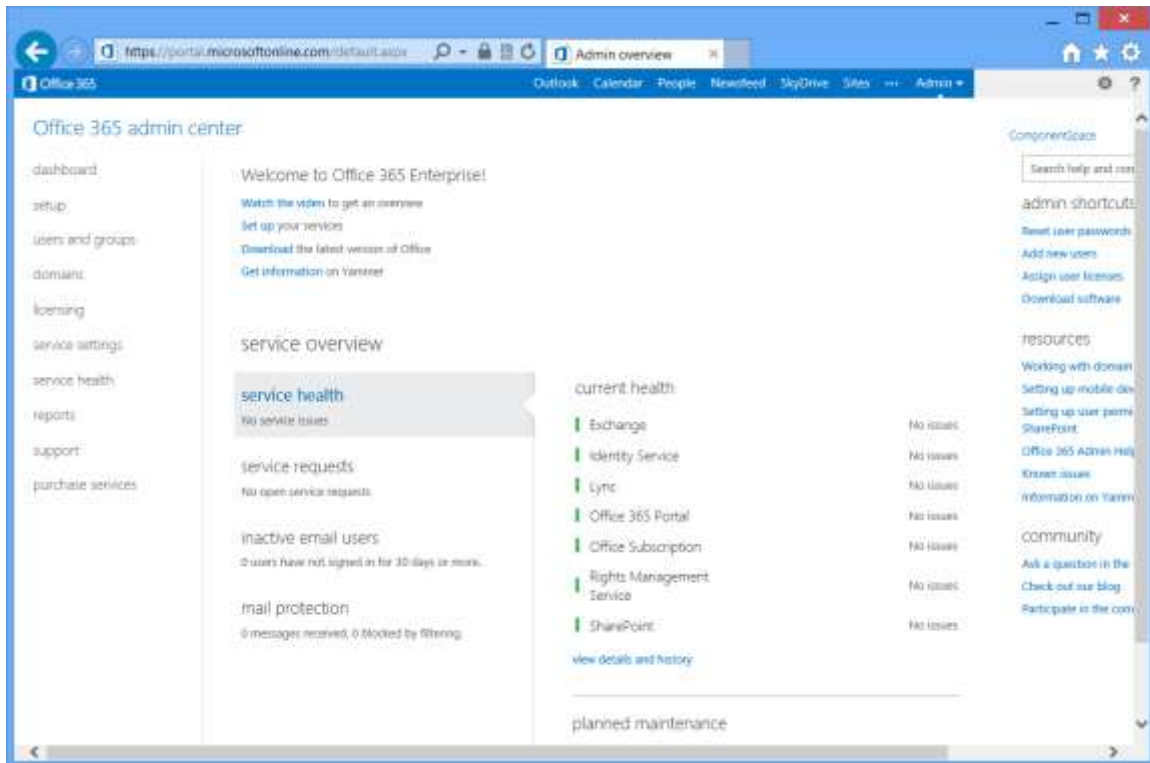 https://portal.microsoftonline.com/default.aspx
Admin overview
Office 365
Outlook Calendar People Newsfeed SkyDrive Sites ··· Admin
?
Office 365 admin center
dashboard
setup
users and groups
domains
licensing
service settings
service health
reports
support
purchase services
Welcome to Office 365 Enterprise!
Watch the video to get an overview
Set up your services
Download the latest version of Office
Get information on Yammer
service overview
service health
No service issues
service requests
No open service requests
inactive email users
0 users have not signed in for 30 days or more.
mail protection
0 messages received, 0 blocked by filtering.
current health
Exchange No issues
Identity Service No issues
Lync No issues
Office 365 Portal No issues
Office Subscription No issues
Rights Management
Service No issues
SharePoint No issues
view details and history
planned maintenance
ComponentSpace
Search help and com
admin shortcuts
Reset user passwords
Add new users
Assign user licenses
Download software
resources
Working with domain
Setting up mobile dev
Setting up user permi
SharePoint
Office 365 Admin Help
Known issues
Information on Yamm
community
Ask a question in the
Check out our blog
Participate in the com